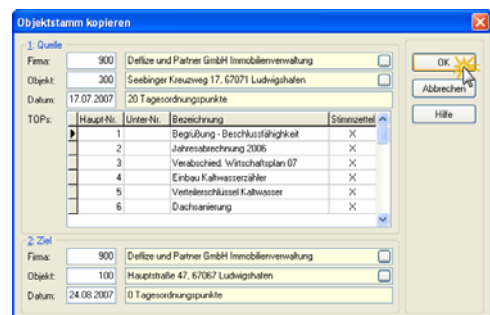 Objektstamm kopieren
1: Quelle
Firma: 900 Deflize und Partner GmbH Immobilienverwaltung
Objekt: 300 Seebinger Kreuzweg 17, 67071 Ludwigshafen
Datum: 17.07.2007 20 Tagesordnungspunkte
TOPs: Haupt-Nr. Unter-Nr. Bezeichnung Stimmzettel
1 Begrüßung - Beschlussfähighkeit X
2 Jahresabrechnung 2006 X
3 Verabschied. Wirtschaftsplan 07 X
4 Einbau Kaltwasserzähler X
5 Verteilerschlüssel Kaltwasser X
6 Dachsanierung X
2: Ziel
Firma: 900 Deflize und Partner GmbH Immobilienverwaltung
Objekt: 100 Hauptstraße 47, 67067 Ludwigshafen
Datum: 24.08.2007 0 Tagesordnungspunkte
OK
Abbrechen
Hilfe